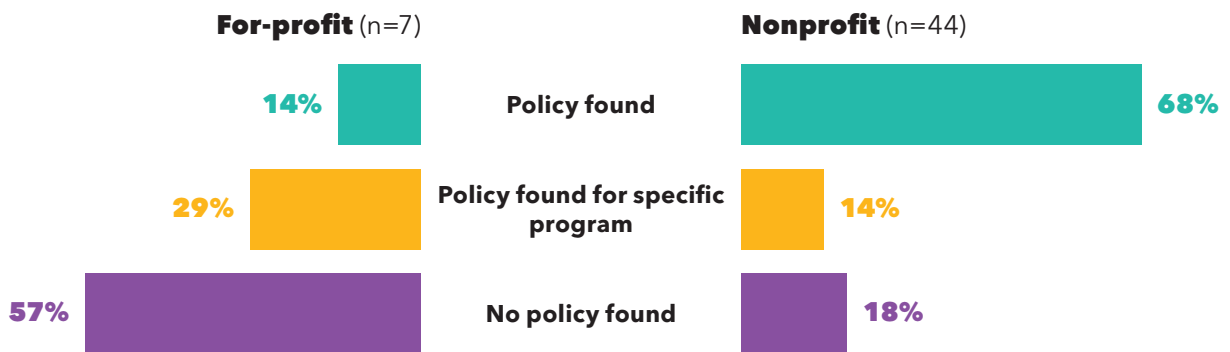 For-profit (n=7)
Nonprofit (n=44)
14%
Policy found
68%
29%
Policy found for specific
program
14%
57%
No policy found
18%